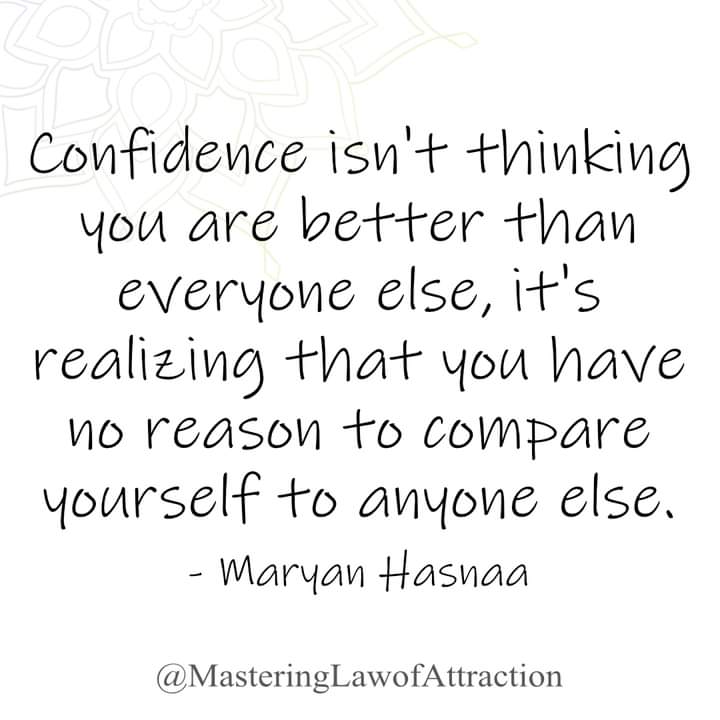 Confidence isn't thinking
you are better than
everyone else, it's
realizing that you have
no reason to compare
yourself to anyone else.
- Maryan Hasnaa
@MasteringLawofAttraction